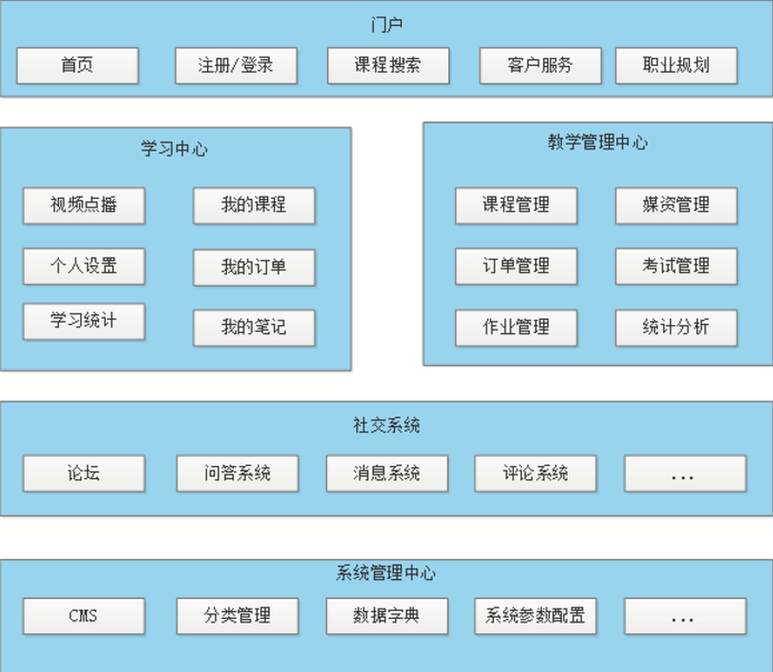 门户
首页 注册/登录 课程搜索 客户服务 职业规划
学习中心
视频点播 我的课程
个人设置 我的订单
学习统计 我的笔记
教学管理中心
课程管理 媒资管理
订单管理 考试管理
作业管理 统计分析
社交系统
论坛 问答系统 消息系统 评论系统 ...
系统管理中心
CMS 分类管理 数据字典 系统参数配置 ...